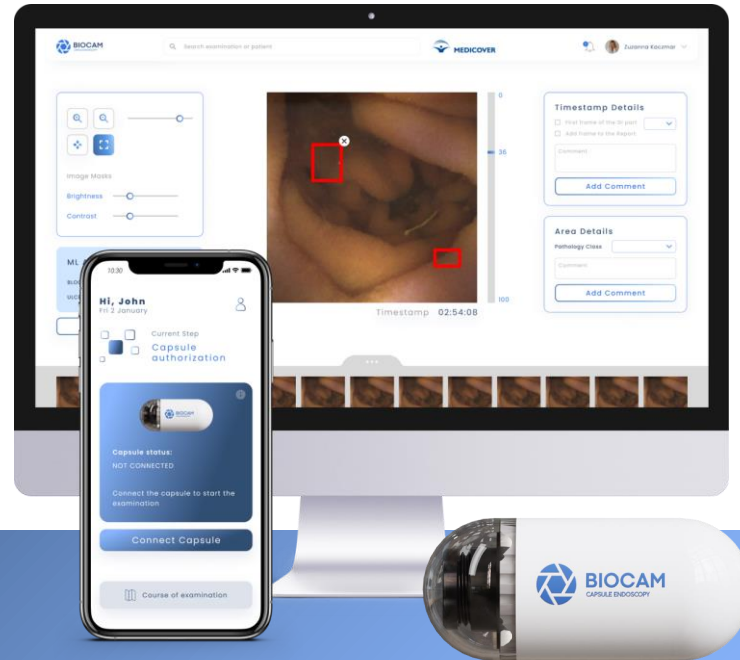 BIOCAM
Search examination or patient
MEDICOVER
Zuzanna Kaczmar
Image Masks
Brightness
Contrast
ML
0
36
100
Timestamp 02:54:08
Timestamp Details
First frame of the GI part
Add frame to the Report
Comment
Add Comment
Area Details
Pathology Class
Comment
Add Comment
10:30
Hi, John
Fri 2 January
Current Step
Capsule
authorization
BIOCAM
Capsule status:
NOT CONNECTED
Connect the capsule to start the
examination
Connect Capsule
Course of examination
BIOCAM
CAPSULE ENDOSCOPY